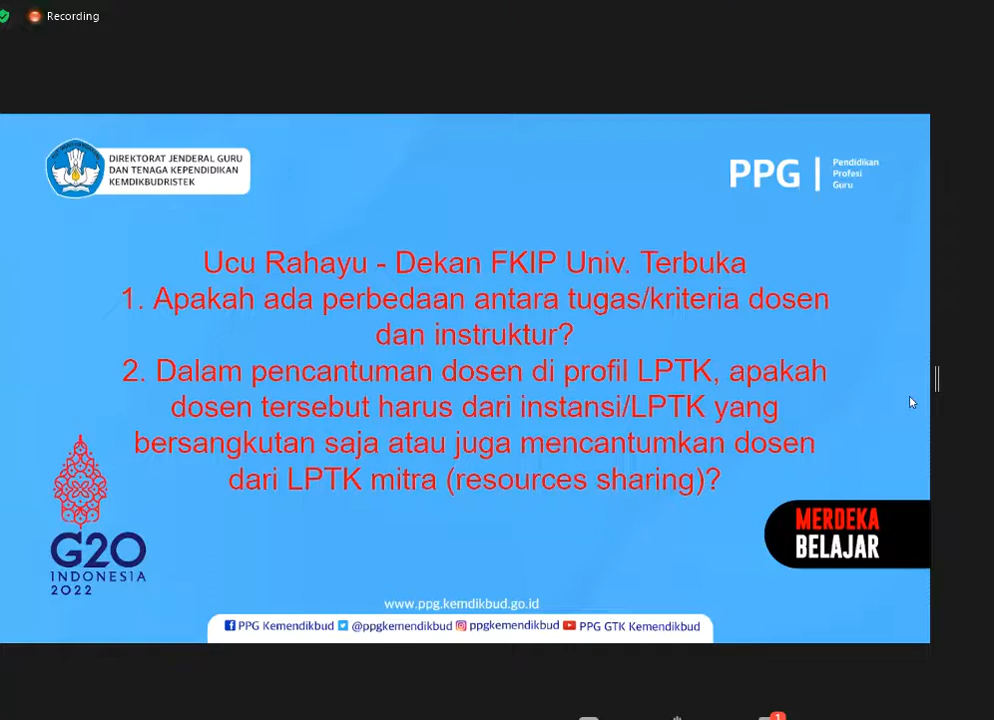 Recording
DIREKTORAT JENDERAL GURU
DAN TENAGA KEPENDIDIKAN
KEMDIKBUDRISTEK
PPG
Pendidikan
Profesi
Guru
Ucu Rahayu - Dekan FKIP Univ. Terbuka
1. Apakah ada perbedaan antara tugas/kriteria dosen
dan instruktur?
2. Dalam pencantuman dosen di profil LPTK, apakah
dosen tersebut harus dari instansi/LPTK yang
bersangkutan saja atau juga mencantumkan dosen
dari LPTK mitra (resources sharing)?
G20
INDONESIA
2022
MERDEKA
BELAJAR
www.ppg.kemdikbud.go.id
PPG Kemendikbud @ppgkemendikbud ppgkemendikbud PPG GTK Kemendikbud
1